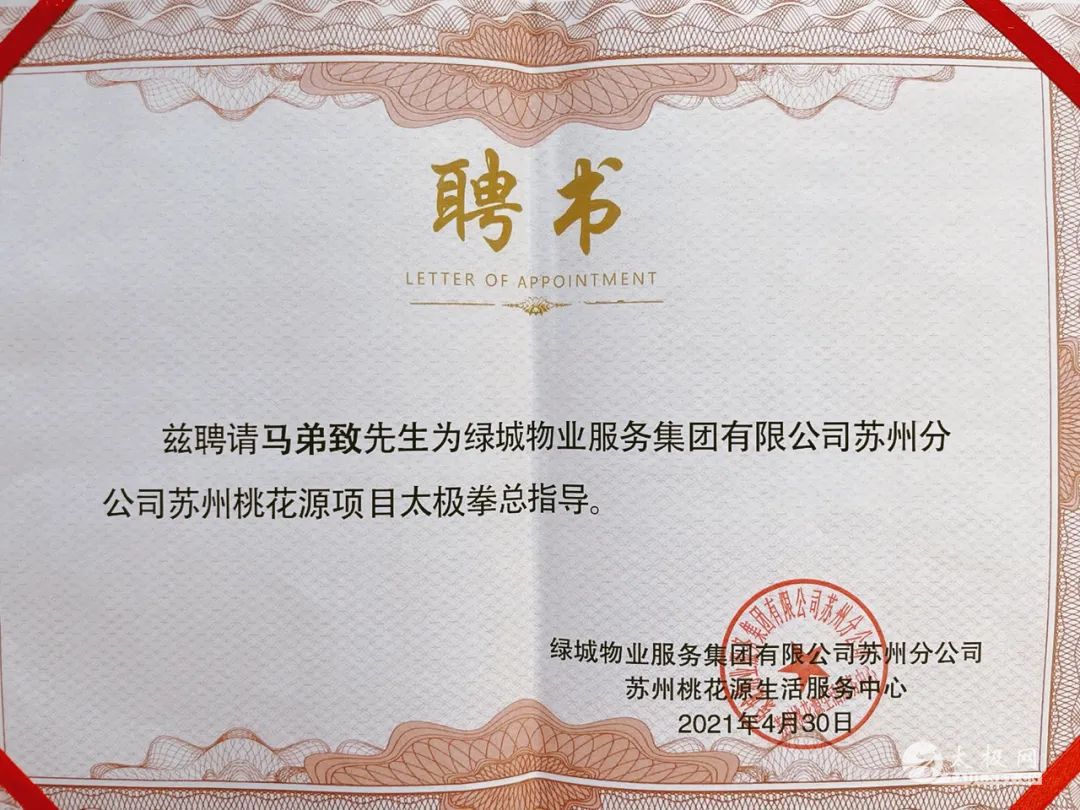 聘书
LETTER OF APPOINTMENT
兹聘请马弟致先生为绿城物业服务集团有限公司苏州分
公司苏州桃花源项目太极拳总指导。
绿城物业服务集团有限公司苏州分公司
苏州桃花源生活服务中心
2021年4月30日
太极网